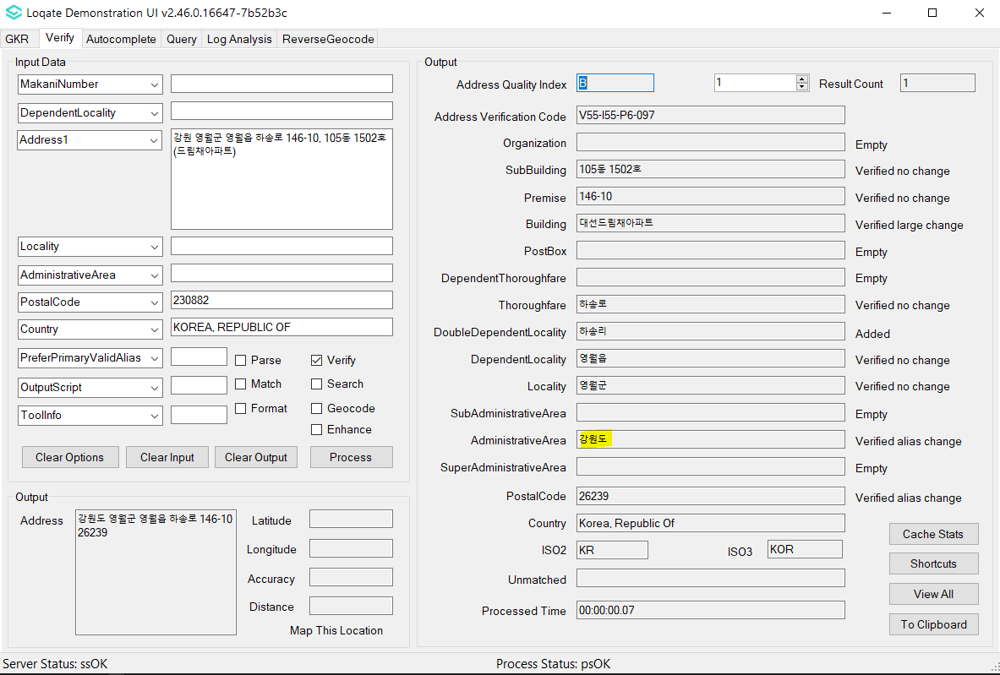 Loqate Demonstration UI v2.46.0.16647-7b52b3c
GKR Verify Autocomplete Query Log Analysis ReverseGeocode
Input Data
MakaniNumber
DependentLocality
Address1
강원 영월군 영월읍 하송로 146-10, 105동 1502호
(드림채아파트)
Locality
AdministrativeArea
PostalCode 230882
Country KOREA, REPUBLIC OF
PreferPrimaryValidAlias Parse Verify
OutputScript Match Search
ToolInfo Format Geocode
Enhance
Clear Options Clear Input Clear Output Process
Output
Address
강원도 영월군 영월읍 하송로 146-10
26239
Latitude
Longitude
Accuracy
Distance
Map This Location
Output
Address Quality Index B 1 Result Count 1
Address Verification Code V55-I55-P6-097
Organization Empty
SubBuilding 105동 1502호 Verified no change
Premise 146-10 Verified no change
Building 대선드림채아파트 Verified large change
PostBox Empty
DependentThoroughfare Empty
Thoroughfare 하송로 Verified no change
DoubleDependentLocality 하송리 Added
DependentLocality 영월읍 Verified no change
Locality 영월군 Verified no change
SubAdministrativeArea Empty
AdministrativeArea 강원도 Verified alias change
SuperAdministrativeArea Empty
PostalCode 26239 Verified alias change
Country Korea, Republic Of
ISO2 KR ISO3 KOR
Unmatched
Processed Time 00:00:00.07
Cache Stats
Shortcuts
View All
To Clipboard
Server Status: ssOK Process Status: psOK